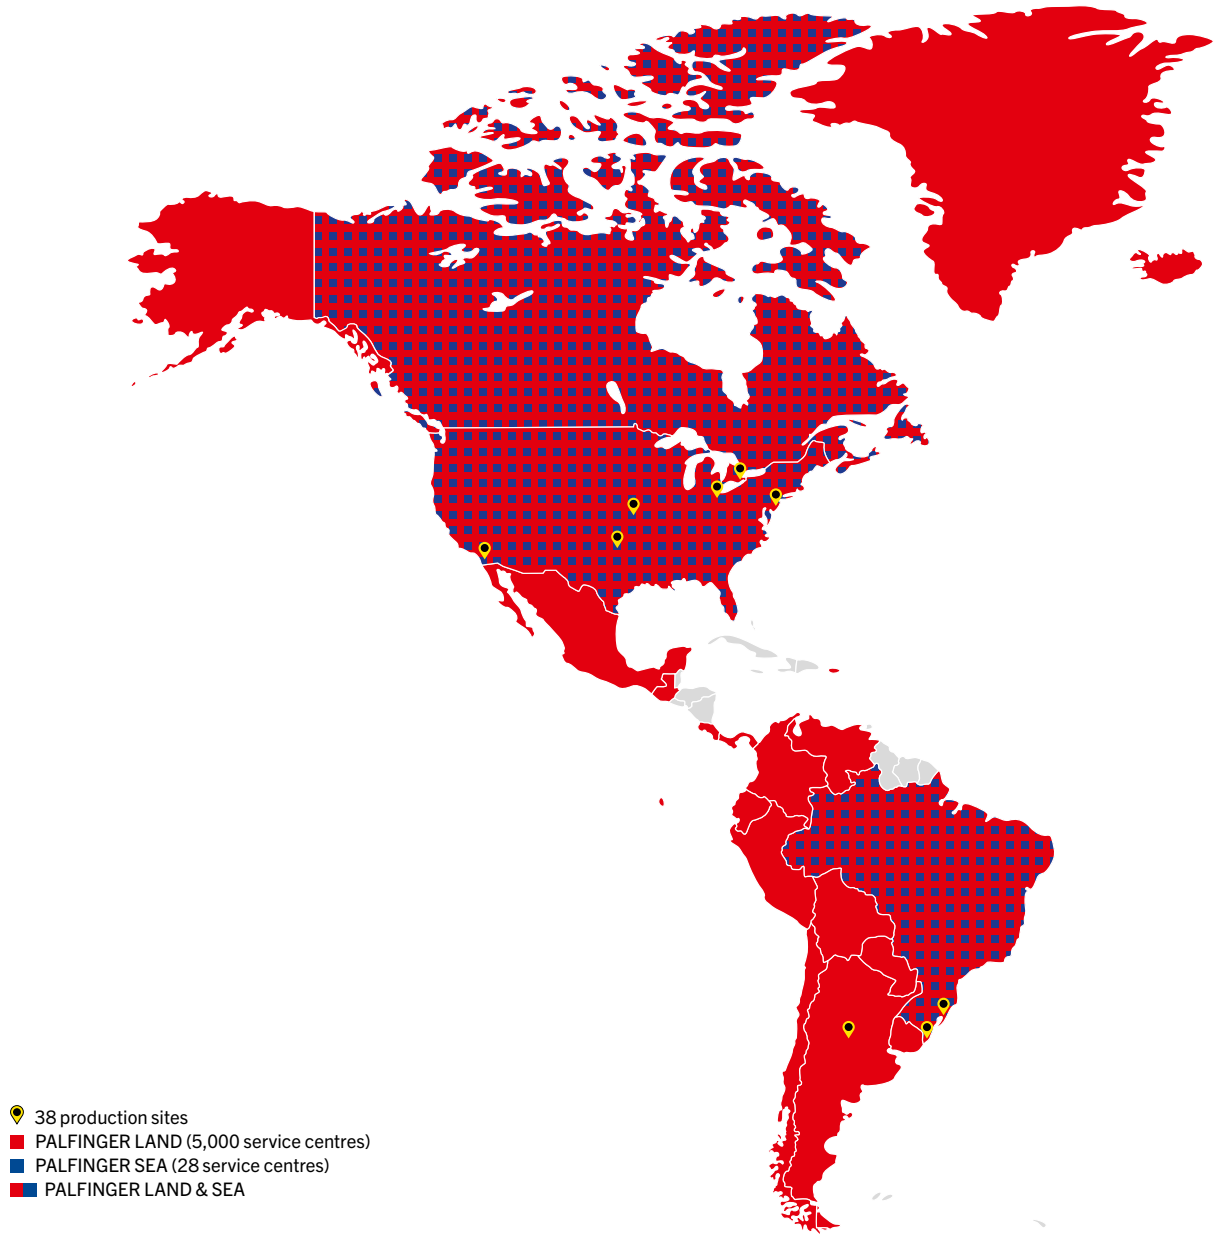 38 production sites
PALFINGER LAND (5,000 service centres)
PALFINGER SEA (28 service centres)
PALFINGER LAND & SEA